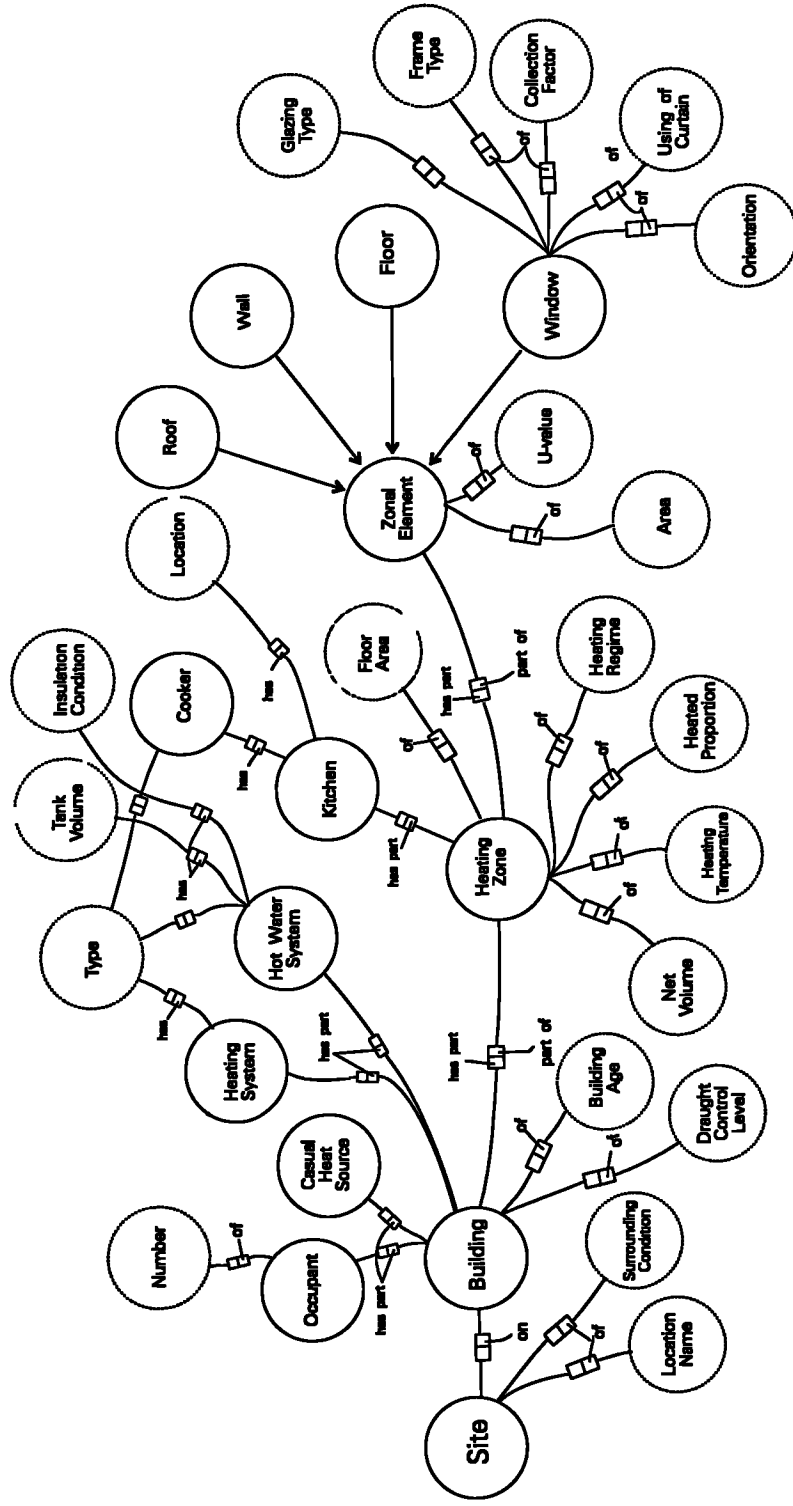 Number
of
Occupant
has part
Casual
Heat
Source
Heating
System
has
has part
Type
Hot Water
System
has
Tank
Volume
Insulation
Condition
Cooker
has
Kitchen
has
Location
has part
Site
on
Building
has part
part of
Heating
Zone
of
Floor
Area
has part
part of
Zonal
Element
Roof
Wall
Floor
Window
Glazing
Type
Frame
Type
of
Collection
Factor
of
of
Using of
Curtain
Orientation
of
U-value
of
Area
of
Location
Name
Surrounding
Condition
of
Building
Age
of
Draught
Control
Level
of
Net
Volume
of
Heating
Temperature
of
Heated
Proportion
of
Heating
Regime